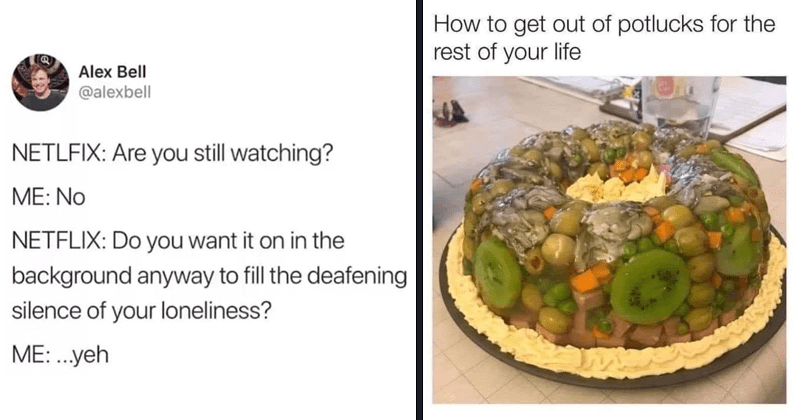 Alex Bell
@alexbell
NETLFIX: Are you still watching?
ME: No
NETFLIX: Do you want it on in the
background anyway to fill the deafening
silence of your loneliness?
ME: ...yeh
How to get out of potlucks for the
rest of your life